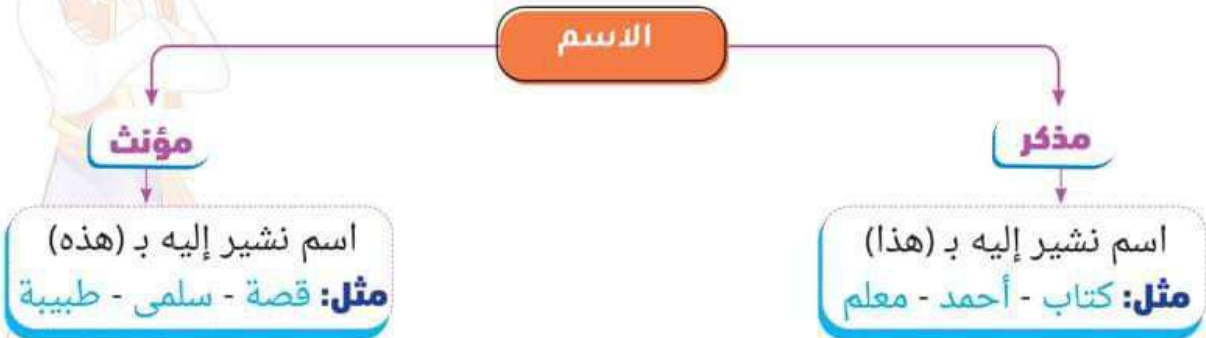 الاسم
مذكر
مؤنث
اسم نشير إليه بـ (هذا)
مثل: كتاب - أحمد - معلم
اسم نشير إليه بـ (هذه)
مثل: قصة - سلمى - طبيبة